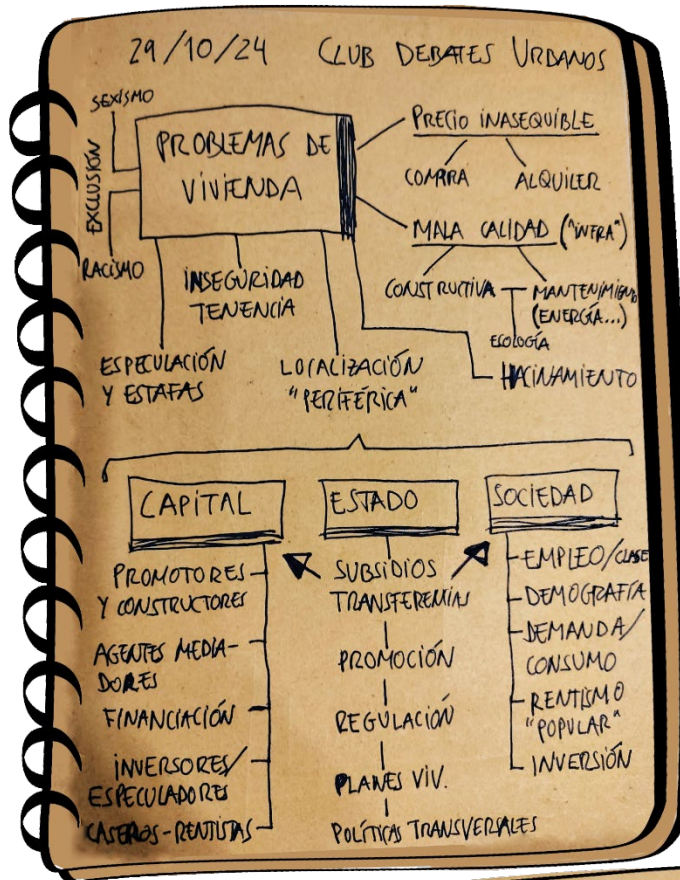 29/10/24 CLUB DEBATES URBANOS
SEXISMO
EXCLUSIÓN
RACISMO
PROBLEMAS DE
VIVIENDA
PRECIO INASEQUIBLE
COMPRA ALQUILER
MALA CALIDAD ("INFRA")
CONSTRUCTIVA MANTENIMIENTO
(ENERGÍA...)
ECOLOGÍA
HACINAMIENTO
INSEGURIDAD
TENENCIA
ESPECULACIÓN
Y ESTAFAS
LOCALIZACIÓN
"PERIFÉRICA"
CAPITAL
PROMOTORES
Y CONSTRUCTORES
AGENTES MEDIA-
DORES
FINANCIACIÓN
INVERSORES/
ESPECULADORES
CASEROS-RENTISTAS
ESTADO
SUBSIDIOS
TRANSFERENCIAS
PROMOCIÓN
REGULACIÓN
PLANES VIV.
POLÍTICAS TRANSVERSALES
SOCIEDAD
EMPLEO/CLASE
DEMOGRAFÍA
DEMANDA/
CONSUMO
RENTISMO
"POPULAR"
INVERSIÓN